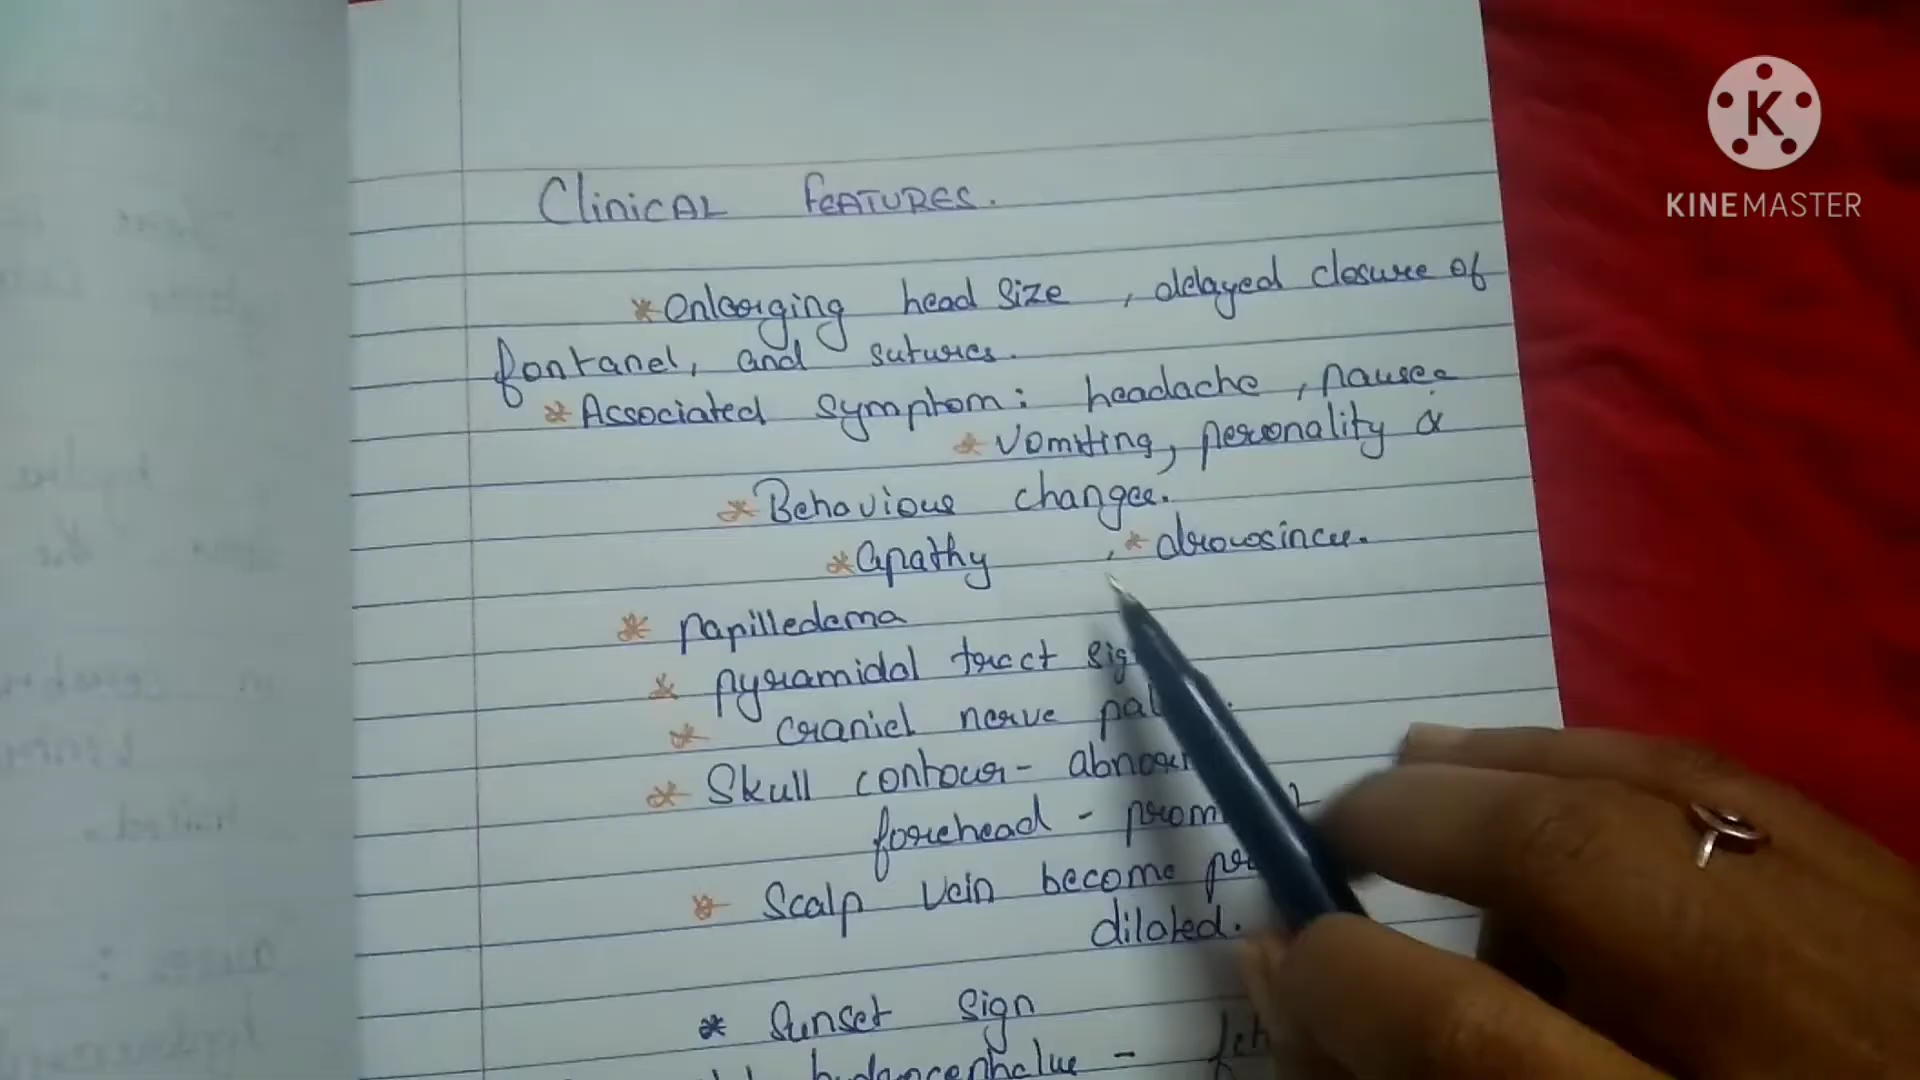 Clinical Features.
* enlarging head size, delayed closure of
fontanel, and sutures.
* Associated symptom: headache, nausea
* vomiting, personality &
* Behaviour changes.
* apathy, * drowsiness.
* papilledema
* pyramidal tract
* cranial nerve
* Skull contour -
forehead -
* Scalp vein become
dilated.
* Sunset sign
K
KINEMASTER